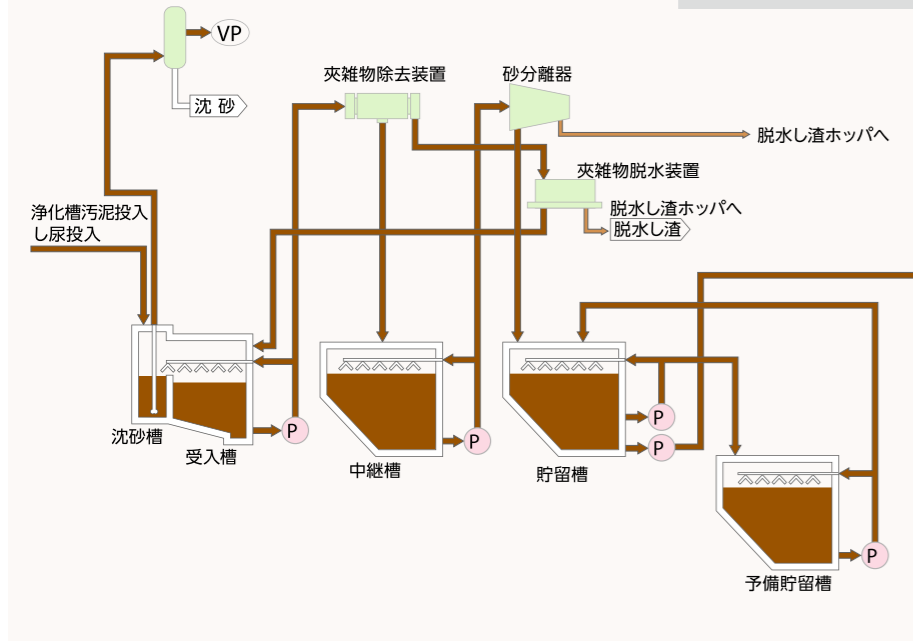 VP
沈砂
夾雑物除去装置
砂分離器
脱水し渣ホッパへ
夾雑物脱水装置
脱水し渣ホッパへ
脱水し渣
浄化槽汚泥投入
し尿投入
P
P
P
P
P
沈砂槽
受入槽
中継槽
貯留槽
予備貯留槽